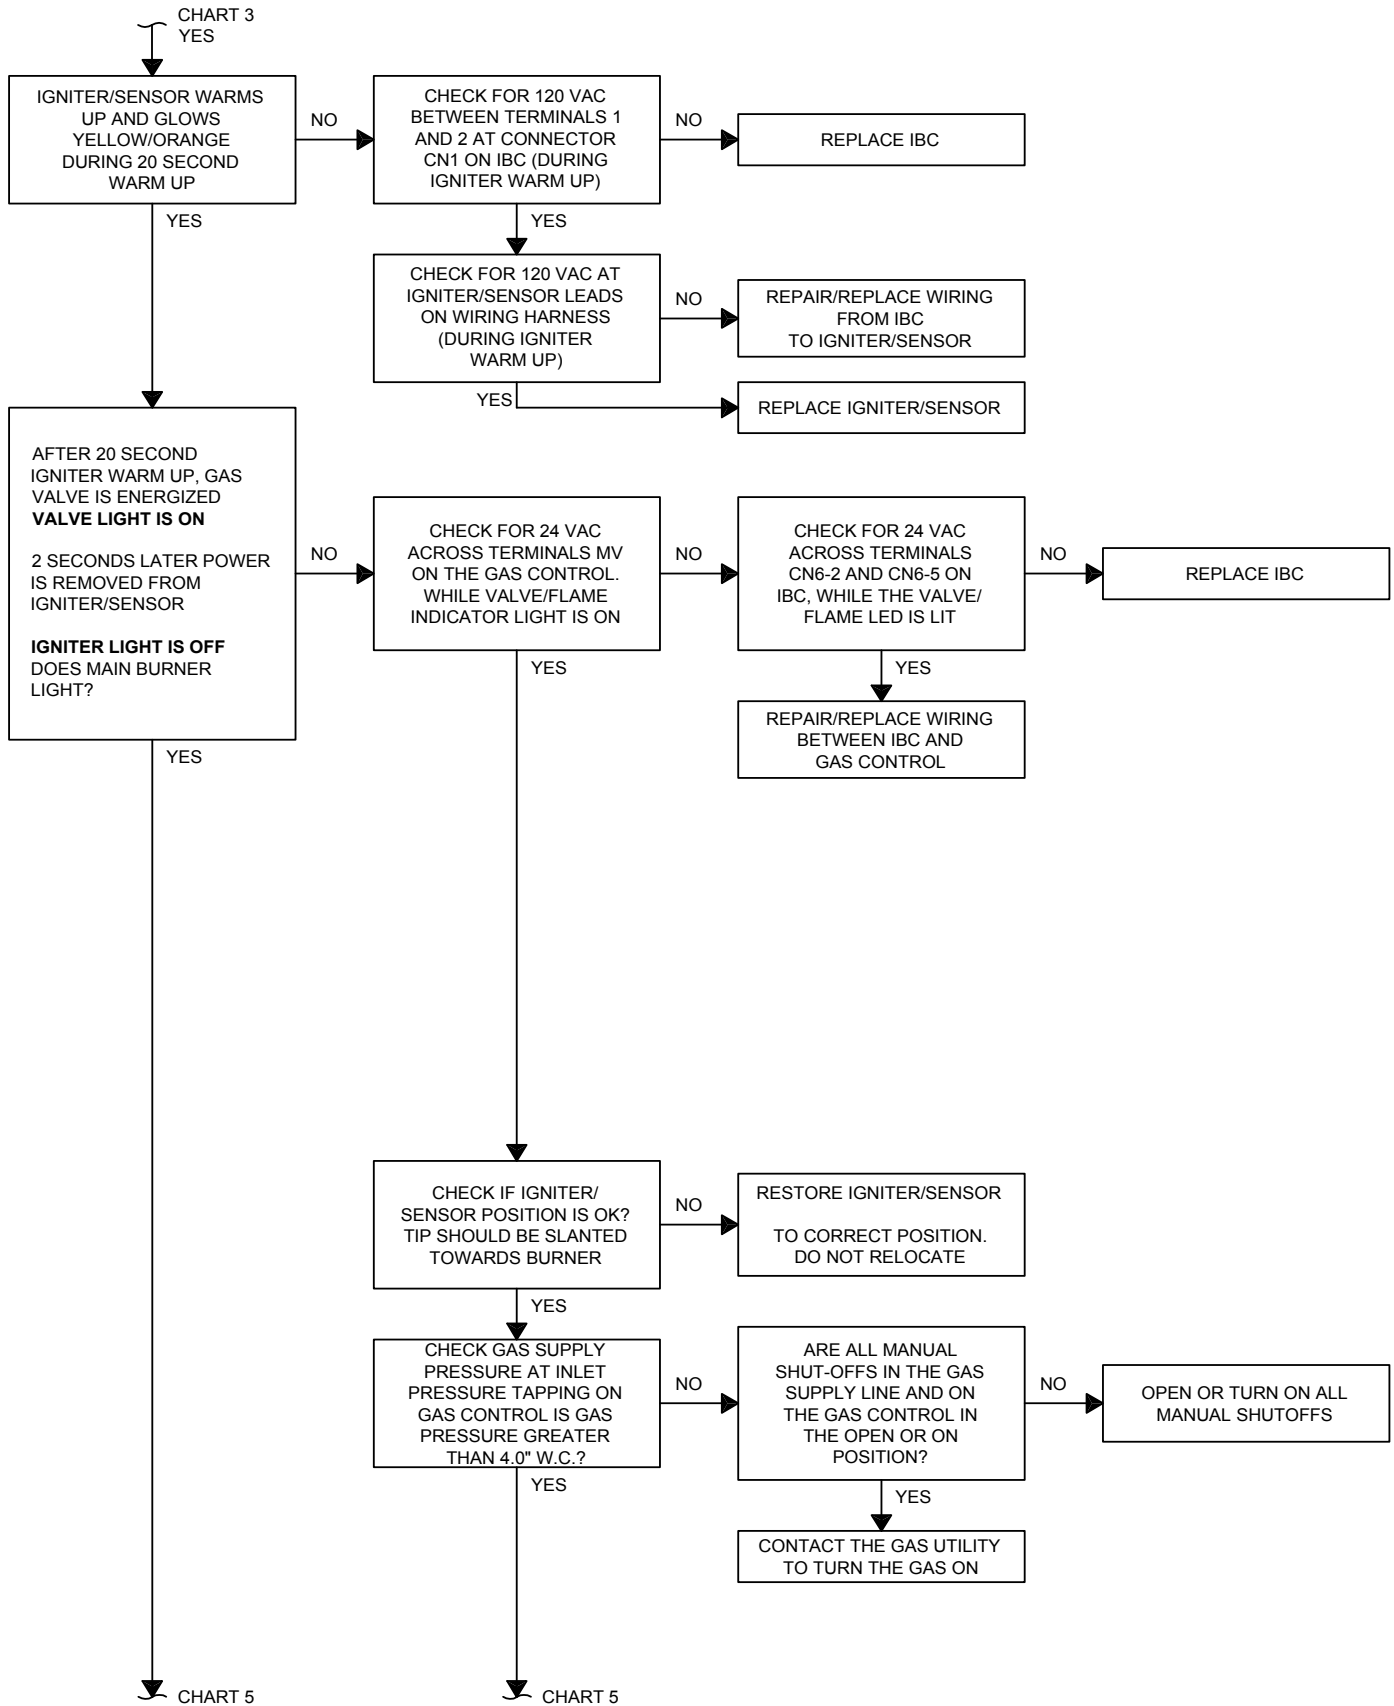 CHART 3
YES
IGNITER/SENSOR WARMS
UP AND GLOWS
YELLOW/ORANGE
DURING 20 SECOND
WARM UP
NO
CHECK FOR 120 VAC
BETWEEN TERMINALS 1
AND 2 AT CONNECTOR
CN1 ON IBC (DURING
IGNITER WARM UP)
NO
REPLACE IBC
YES
YES
CHECK FOR 120 VAC AT
IGNITER/SENSOR LEADS
ON WIRING HARNESS
(DURING IGNITER
WARM UP)
NO
REPAIR/REPLACE WIRING
FROM IBC
TO IGNITER/SENSOR
YES
REPLACE IGNITER/SENSOR
AFTER 20 SECOND
IGNITER WARM UP, GAS
VALVE IS ENERGIZED
VALVE LIGHT IS ON
2 SECONDS LATER POWER
IS REMOVED FROM
IGNITER/SENSOR
IGNITER LIGHT IS OFF
DOES MAIN BURNER
LIGHT?
NO
CHECK FOR 24 VAC
ACROSS TERMINALS MV
ON THE GAS CONTROL.
WHILE VALVE/FLAME
INDICATOR LIGHT IS ON
NO
CHECK FOR 24 VAC
ACROSS TERMINALS
CN6-2 AND CN6-5 ON
IBC, WHILE THE VALVE/
FLAME LED IS LIT
NO
REPLACE IBC
YES
YES
REPAIR/REPLACE WIRING
BETWEEN IBC AND
GAS CONTROL
YES
CHECK IF IGNITER/
SENSOR POSITION IS OK?
TIP SHOULD BE SLANTED
TOWARDS BURNER
NO
RESTORE IGNITER/SENSOR
TO CORRECT POSITION.
DO NOT RELOCATE
YES
CHECK GAS SUPPLY
PRESSURE AT INLET
PRESSURE TAPPING ON
GAS CONTROL IS GAS
PRESSURE GREATER
THAN 4.0" W.C.?
NO
ARE ALL MANUAL
SHUT-OFFS IN THE GAS
SUPPLY LINE AND ON
THE GAS CONTROL IN
THE OPEN OR ON
POSITION?
NO
OPEN OR TURN ON ALL
MANUAL SHUTOFFS
YES
YES
CONTACT THE GAS UTILITY
TO TURN THE GAS ON
CHART 5
CHART 5